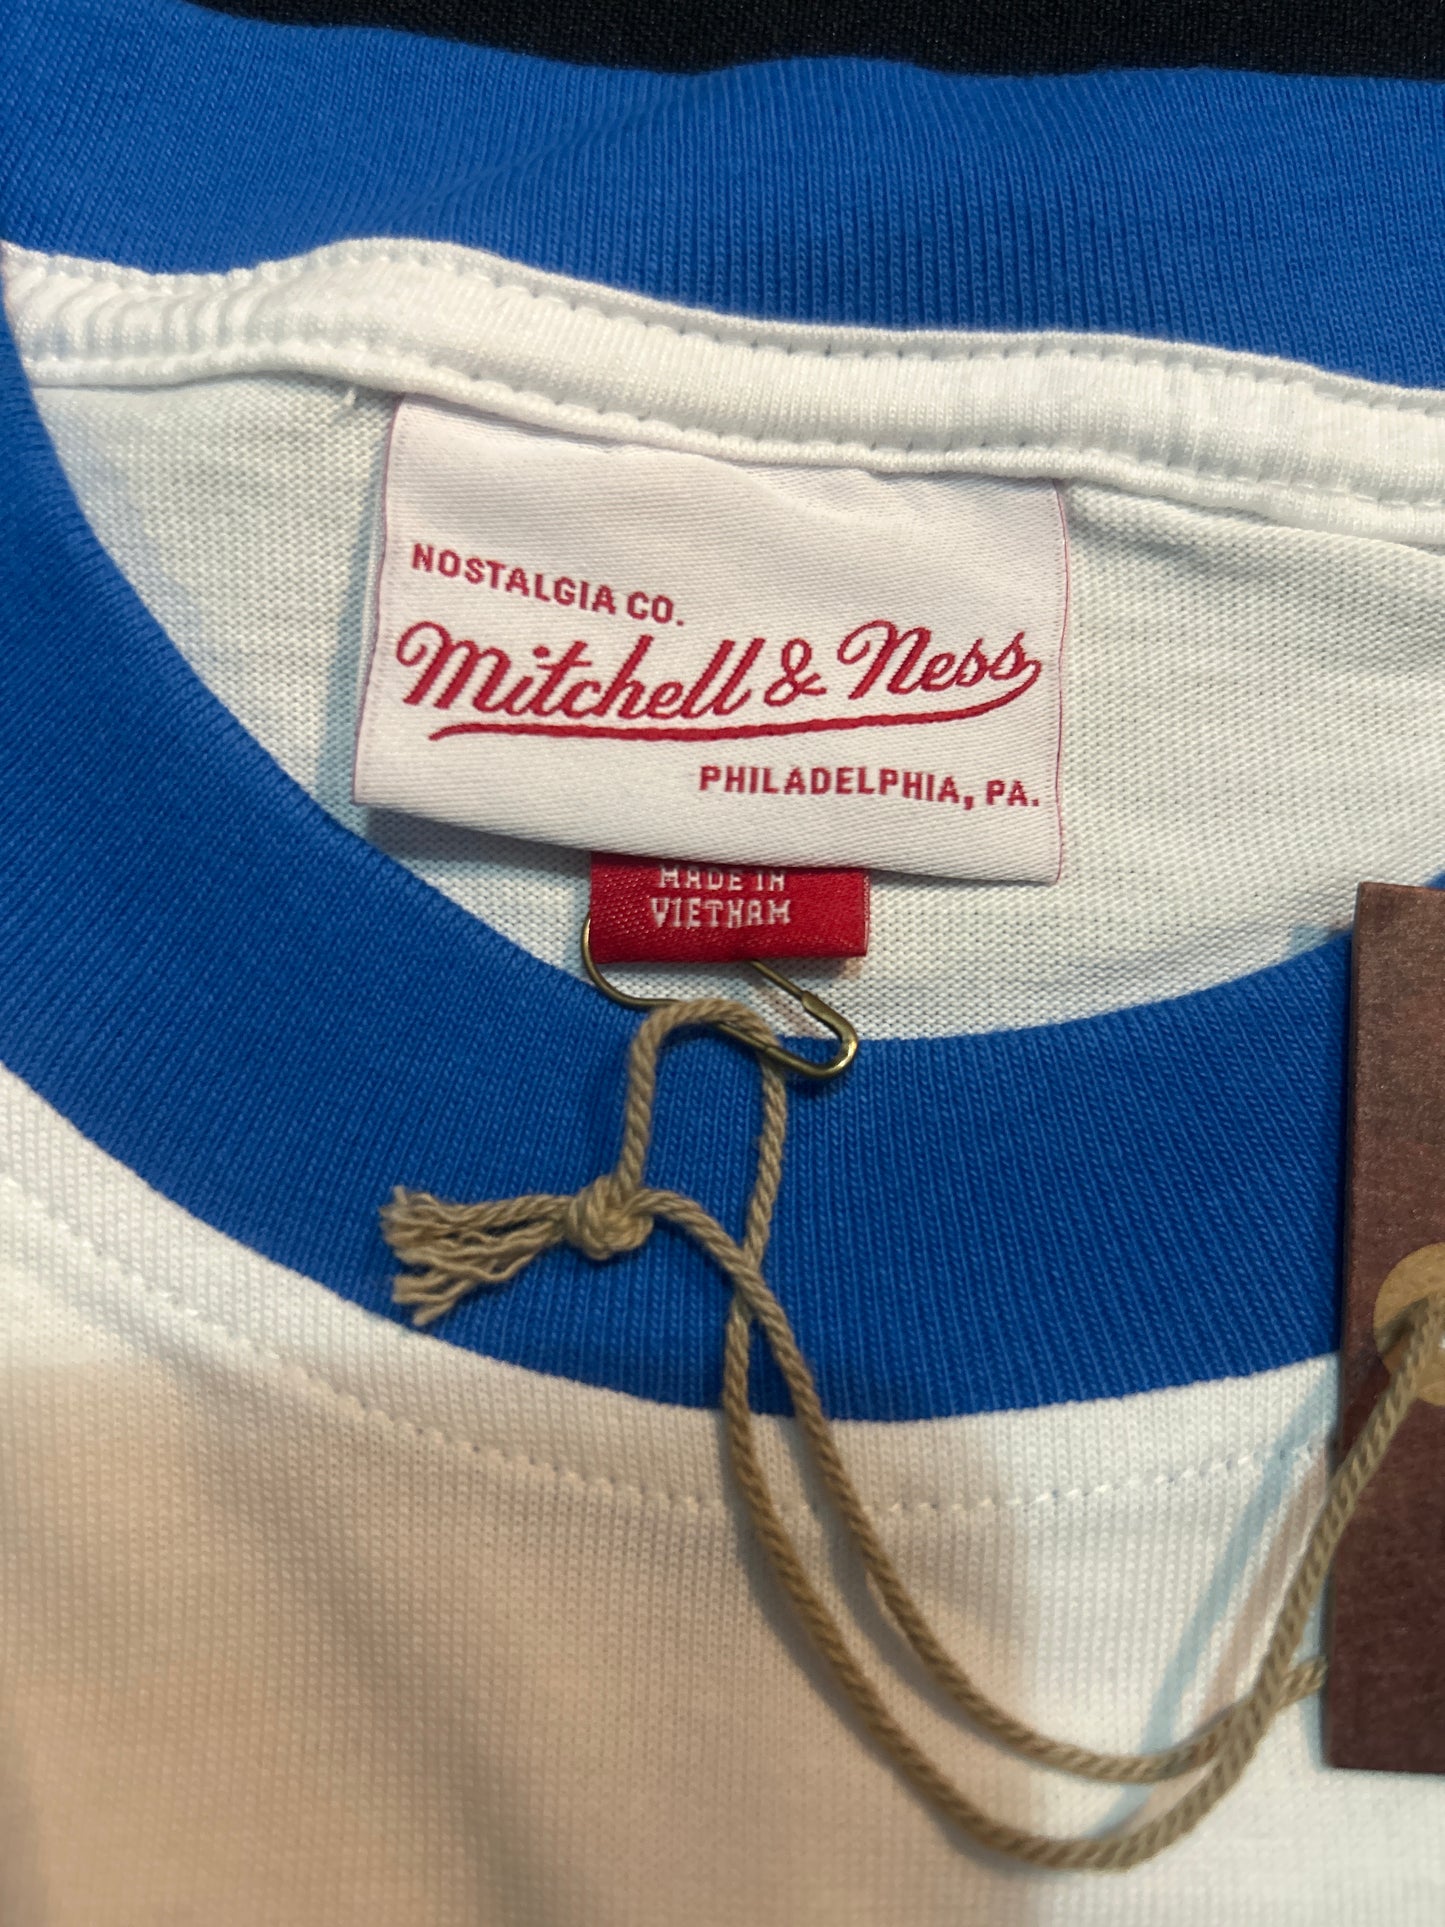 NOSTALGIA CO.
Mitchell & Ness
PHILADELPHIA, PA.
MADE IN
VIETNAM